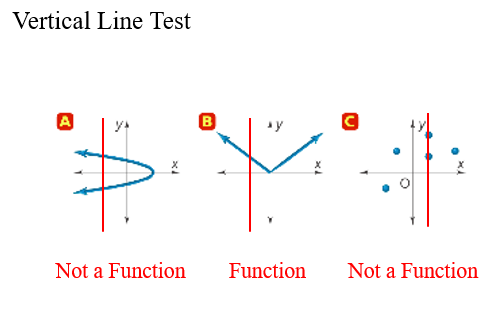 Vertical Line Test
A B C
y y y
x x x
O
Not a Function Function Not a Function